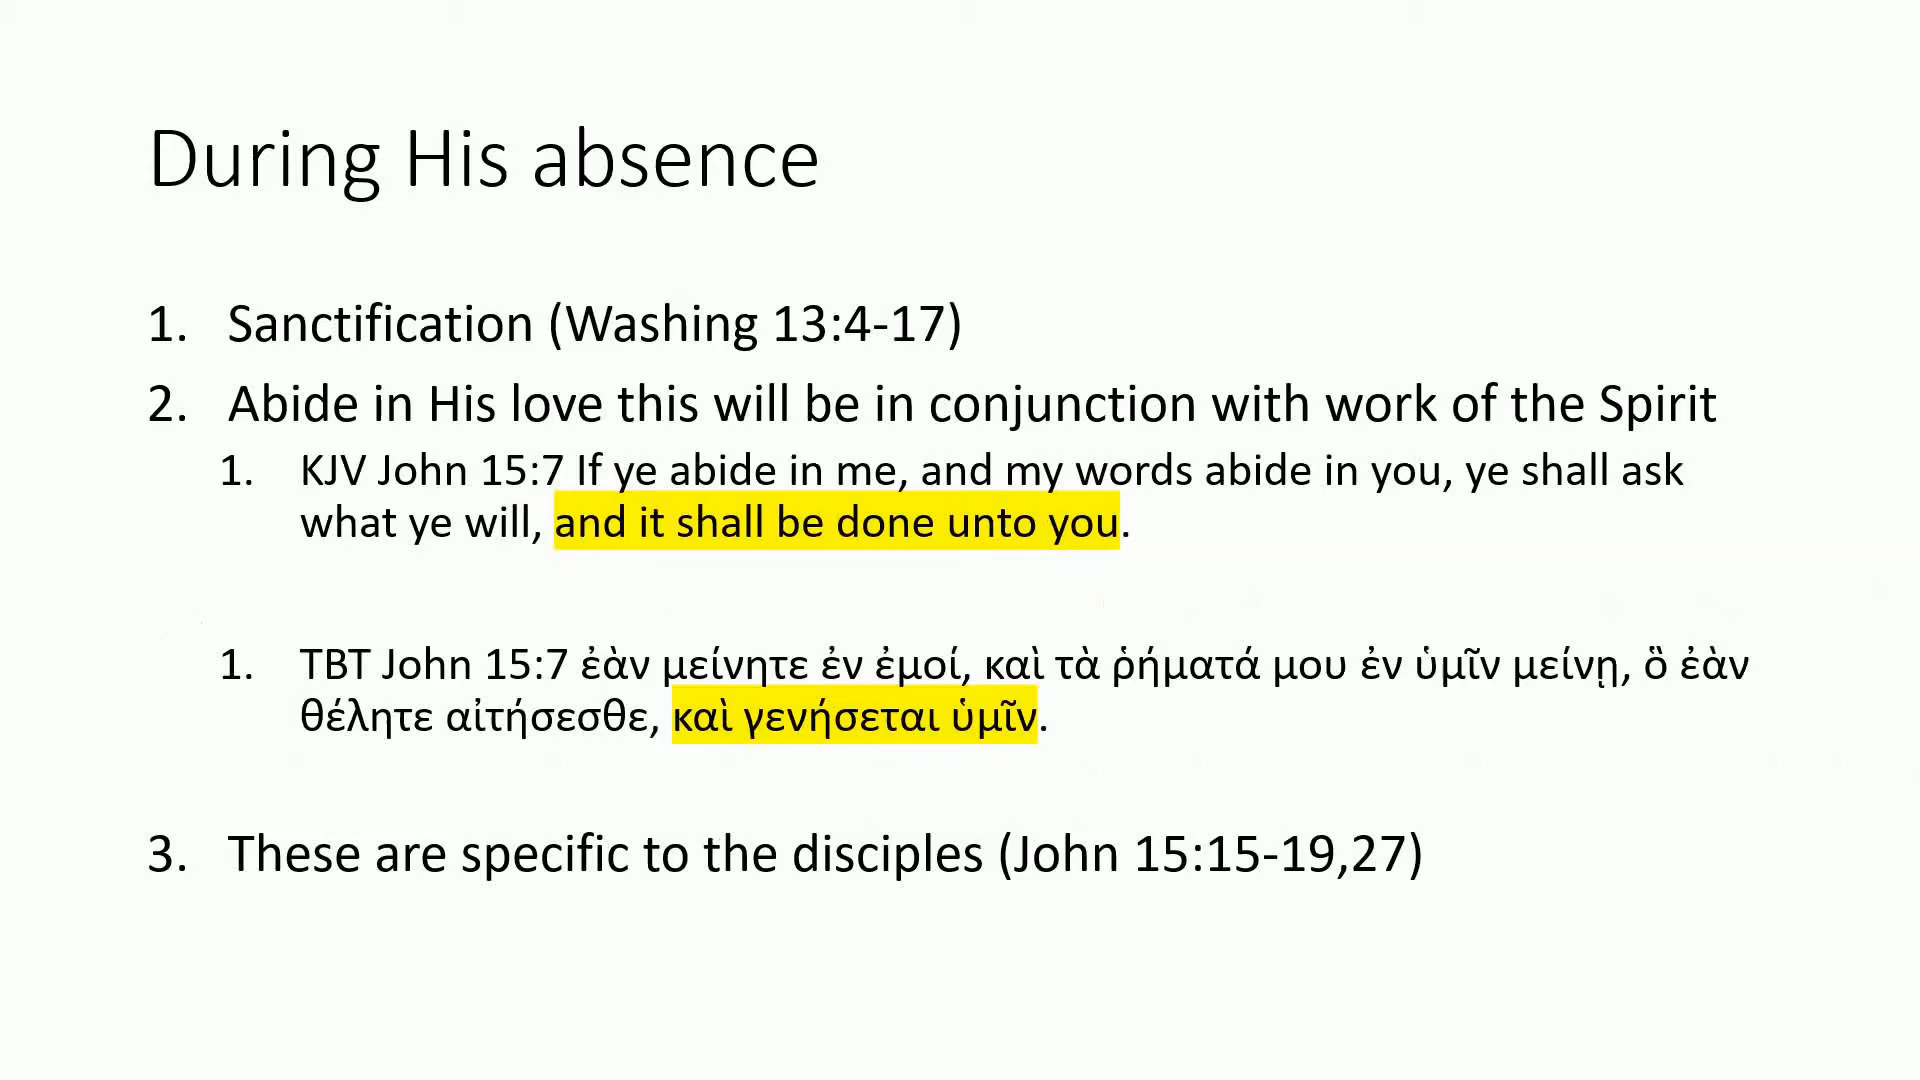 During His absence
1. Sanctification (Washing 13:4-17)
2. Abide in His love this will be in conjunction with work of the Spirit
1. KJV John 15:7 If ye abide in me, and my words abide in you, ye shall ask
what ye will, and it shall be done unto you.
1. TBT John 15:7 ἐὰν μείνητε ἐν ἐμοί, καὶ τὰ ῥήματά μου ἐν ὑμῖν μείνῃ, ὃ ἐὰν
θέλητε αἰτήσεσθε, καὶ γενήσεται ὑμῖν.
3. These are specific to the disciples (John 15:15-19,27)